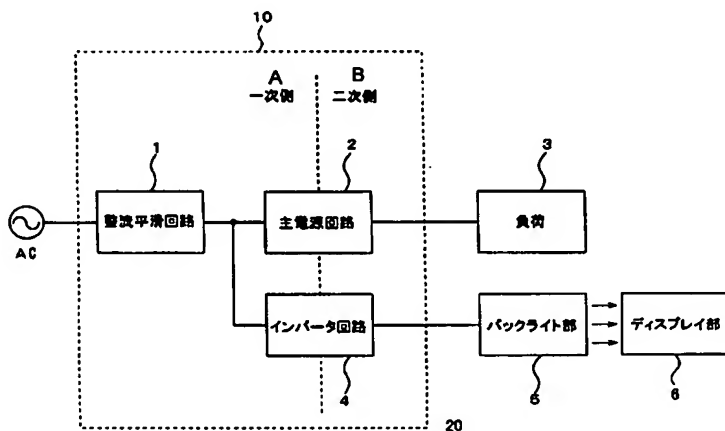 10
A B
一次側 二次側
1 2 3
整流平滑回路 主電源回路 負荷
AC
インバータ回路 バックライト部 ディスプレイ部
4 5 6
20